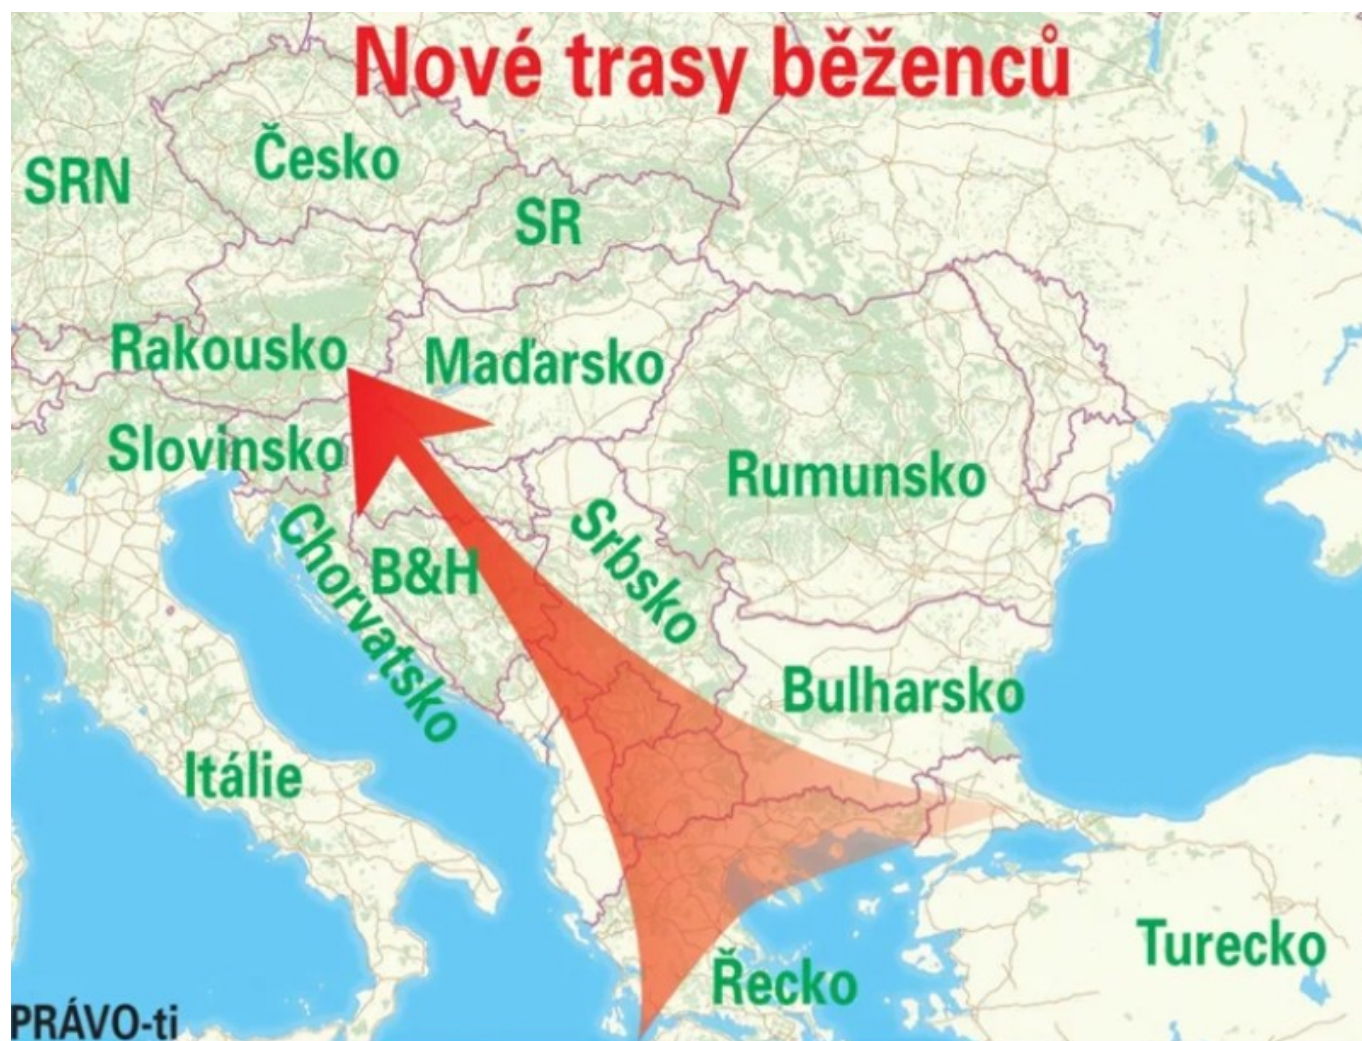 Nové trasy běženců
Česko
SRN
SR
Rakousko
Maďarsko
Slovinsko
Rumunsko
Chorvatsko
B&H
Srbsko
Bulharsko
Itálie
Turecko
Řecko
PRÁVO-ti